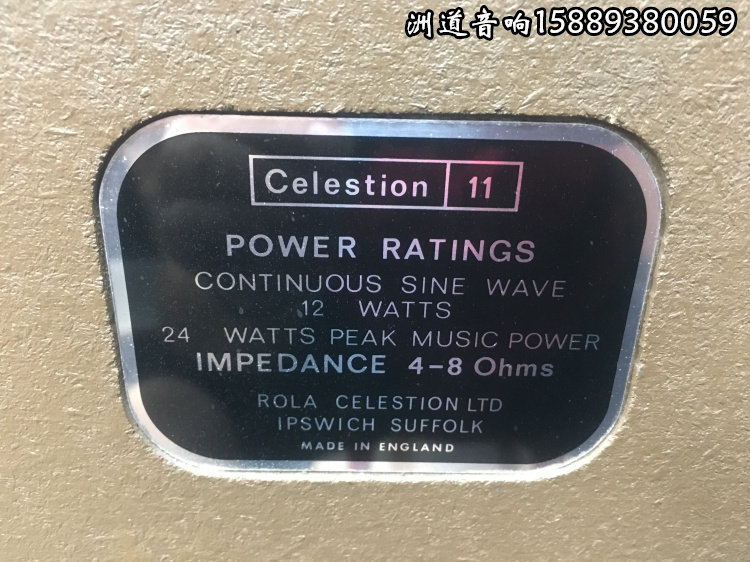 洲道音响15889380059
Celestion 11
POWER RATINGS
CONTINUOUS SINE WAVE
12 WATTS
24 WATTS PEAK MUSIC POWER
IMPEDANCE 4-8 Ohms
ROLA CELESTION LTD
IPSWICH SUFFOLK
MADE IN ENGLAND